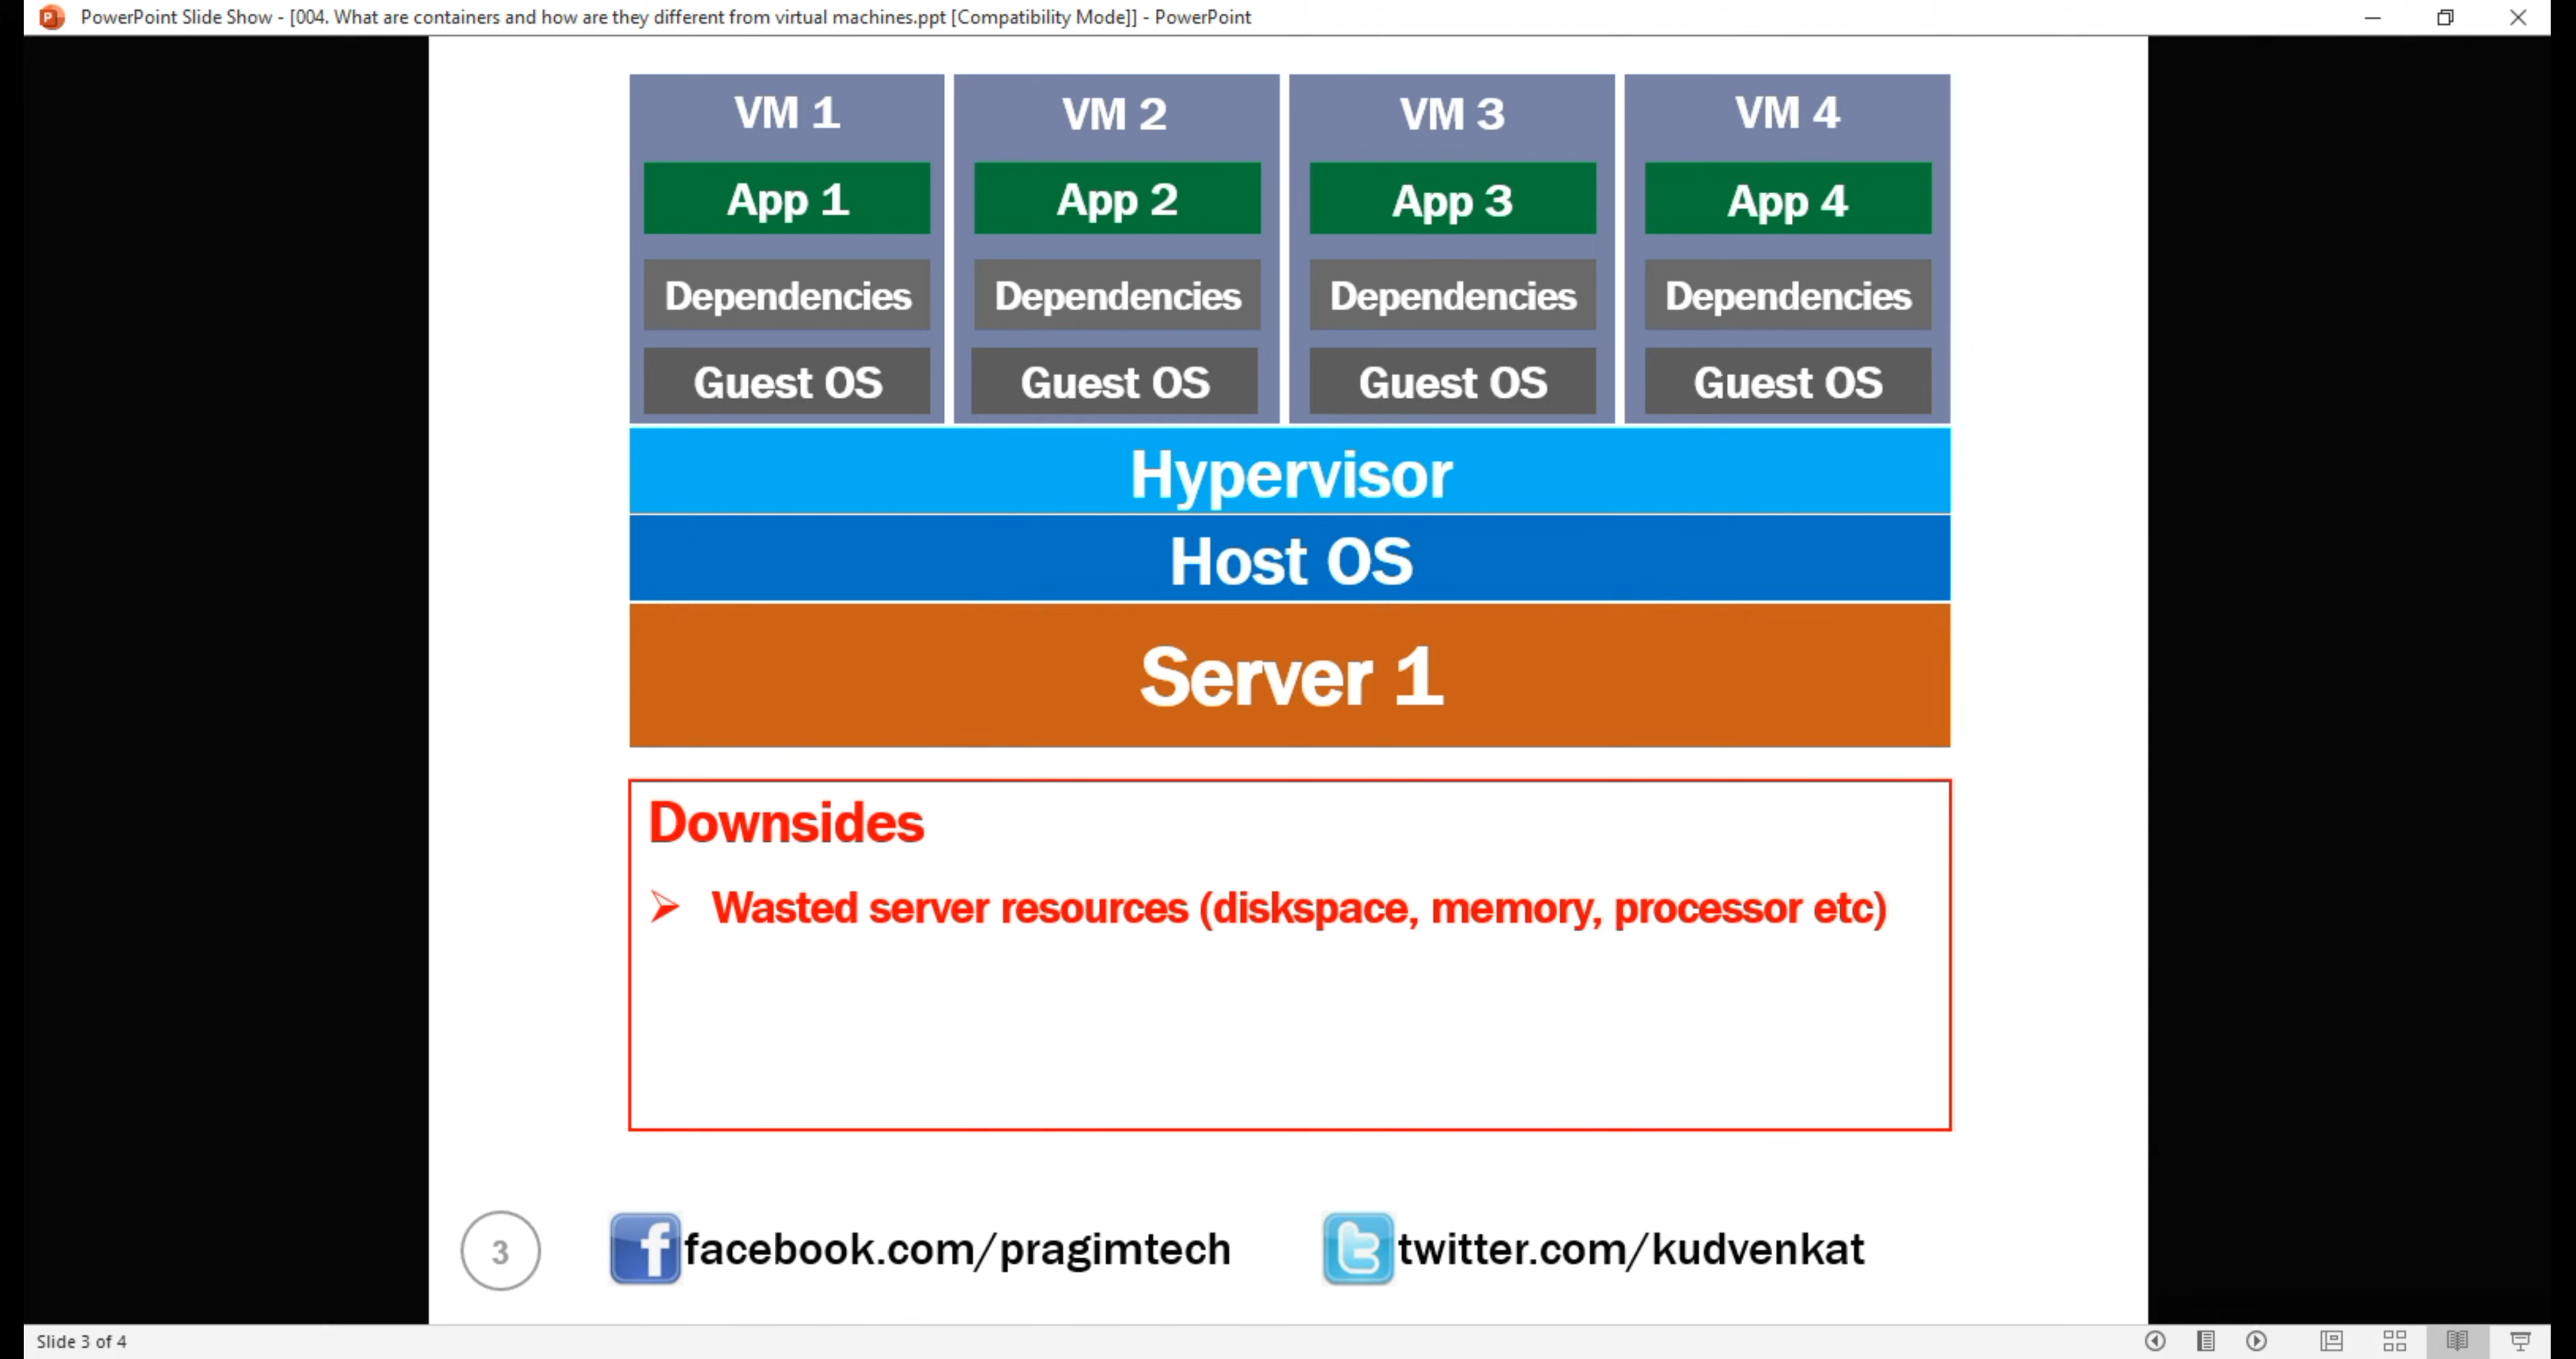 PowerPoint Slide Show - [004. What are containers and how are they different from virtual machines.ppt [Compatibility Mode]] - PowerPoint
VM 1 VM 2 VM 3 VM 4
App 1 App 2 App 3 App 4
Dependencies Dependencies Dependencies Dependencies
Guest OS Guest OS Guest OS Guest OS
Hypervisor
Host OS
Server 1
Downsides
➢ Wasted server resources (diskspace, memory, processor etc)
3 facebook.com/pragimtech twitter.com/kudvenkat
Slide 3 of 4